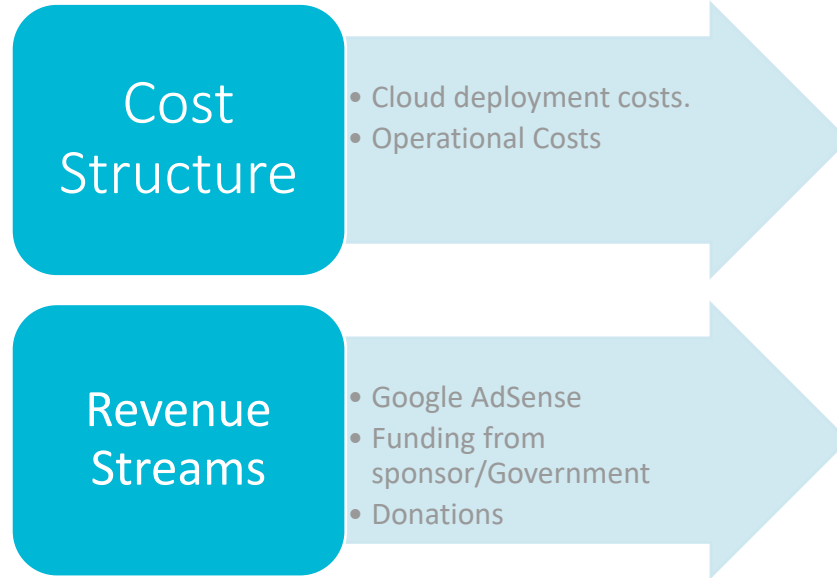 Cost
Structure
• Cloud deployment costs.
• Operational Costs
Revenue
Streams
• Google AdSense
• Funding from
sponsor/Government
• Donations